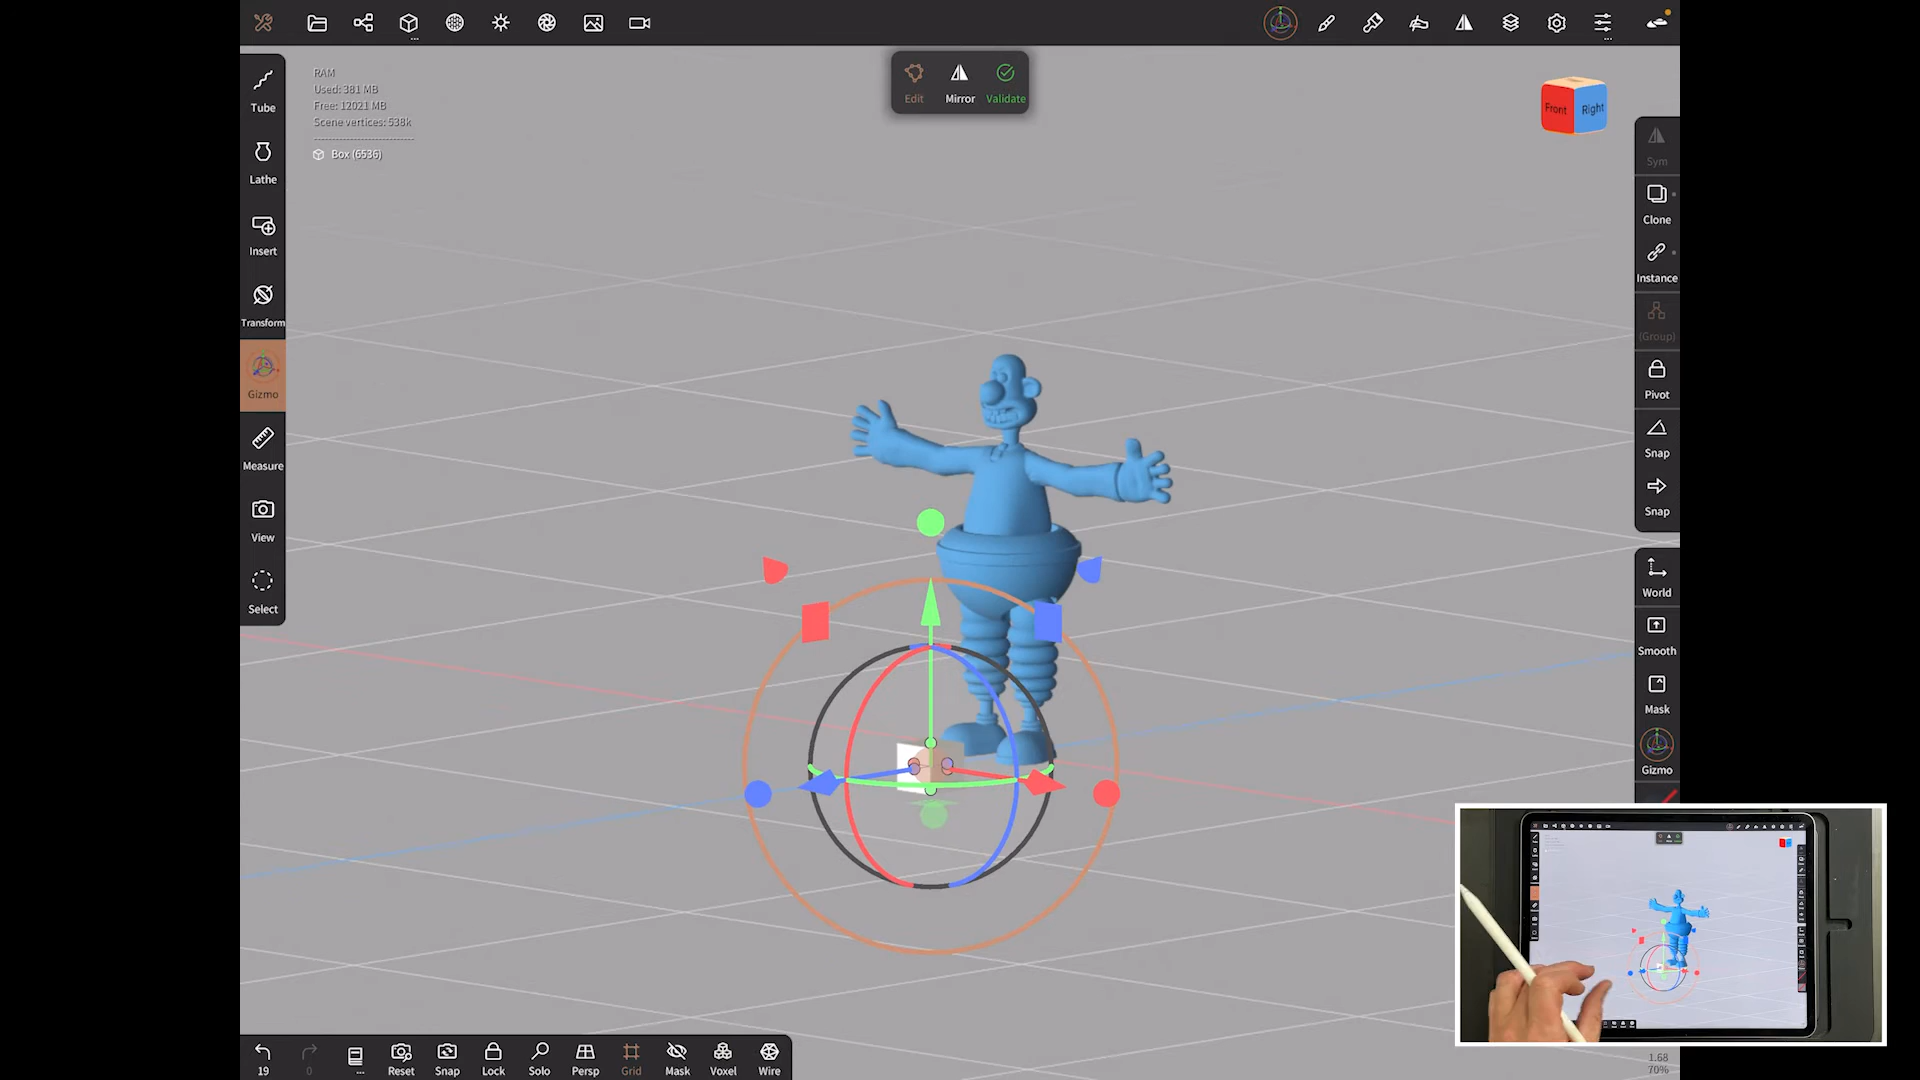 RAM
Used: 381 MB
Free: 12021 MB
Scene vertices: 538k
Box (6536)
Edit
Mirror
Validate
Front
Right
Tube
Lathe
Insert
Transform
Gizmo
Measure
View
Select
Sym
Clone
Instance
(Group)
Pivot
Snap
Snap
World
Smooth
Mask
Gizmo
19
0
...
Reset
Snap
Lock
Solo
Persp
Grid
Mask
Voxel
Wire
1.68
70%